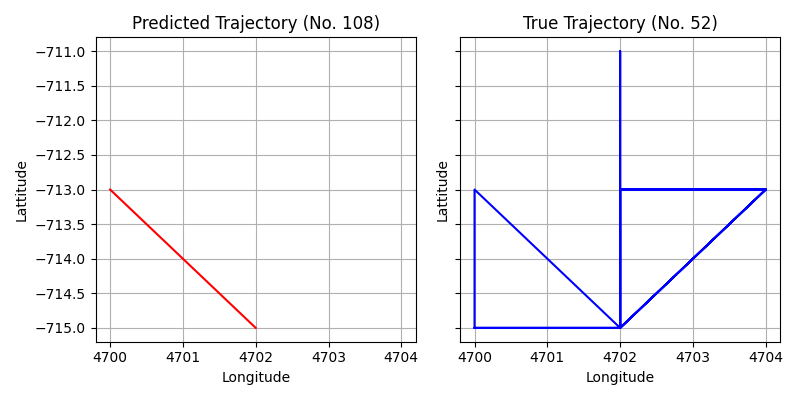 Predicted Trajectory (No. 108)
True Trajectory (No. 52)
−711.0
−711.5
−712.0
−712.5
−713.0
−713.5
−714.0
−714.5
−715.0
Lattitude
Lattitude
4700 4701 4702 4703 4704
4700 4701 4702 4703 4704
Longitude
Longitude